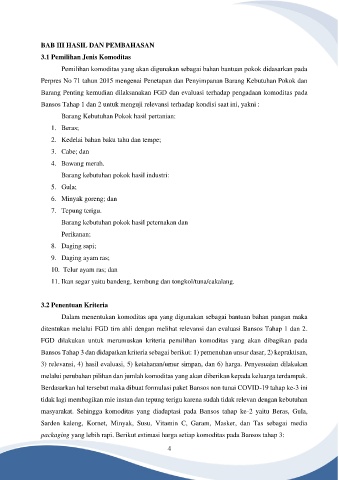 BAB III HASIL DAN PEMBAHASAN
3.1 Pemilihan Jenis Komoditas
Pemilihan komoditas yang akan digunakan sebagai bahan bantuan pokok didasarkan pada
Perpres No 71 tahun 2015 mengenai Penetapan dan Penyimpanan Barang Kebutuhan Pokok dan
Barang Penting kemudian dilaksanakan FGD dan evaluasi terhadap pengadaan komoditas pada
Bansos Tahap 1 dan 2 untuk menguji relevansi terhadap kondisi saat ini, yakni :
Barang Kebutuhan Pokok hasil pertanian:
1. Beras;
2. Kedelai bahan baku tahu dan tempe;
3. Cabe; dan
4. Bawang merah.
Barang kebutuhan pokok hasil industri:
5. Gula;
6. Minyak goreng; dan
7. Tepung terigu.
Barang kebutuhan pokok hasil peternakan dan
Perikanan:
8. Daging sapi;
9. Daging ayam ras;
10. Telur ayam ras; dan
11. Ikan segar yaitu bandeng, kembung dan tongkol/tuna/cakalang.
3.2 Penentuan Kriteria
Dalam menentukan komoditas apa yang digunakan sebagai bantuan bahan pangan maka
ditentukan melalui FGD tim ahli dengan melihat relevansi dan evaluasi Bansos Tahap 1 dan 2.
FGD dilakukan untuk merumuskan kriteria pemilihan komoditas yang akan dibagikan pada
Bansos Tahap 3 dan didapatkan kriteria sebagai berikut: 1) pemenuhan unsur dasar, 2) kepraktisan,
3) relevansi, 4) hasil evaluasi, 5) ketahanan/umur simpan, dan 6) harga. Penyesuaian dilakukan
melalui perubahan pilihan dan jumlah komoditas yang akan diberikan kepada keluarga terdampak.
Berdasarkan hal tersebut maka dibuat formulasi paket Bansos non tunai COVID-19 tahap ke-3 ini
tidak lagi membagikan mie instan dan tepung terigu karena sudah tidak relevan dengan kebutuhan
masyarakat. Sehingga komoditas yang diadaptasi pada Bansos tahap ke-2 yaitu Beras, Gula,
Sarden kaleng, Kornet, Minyak, Susu, Vitamin C, Garam, Masker, dan Tas sebagai media
packaging yang lebih rapi. Berikut estimasi harga setiap komoditas pada Bansos tahap 3:
4